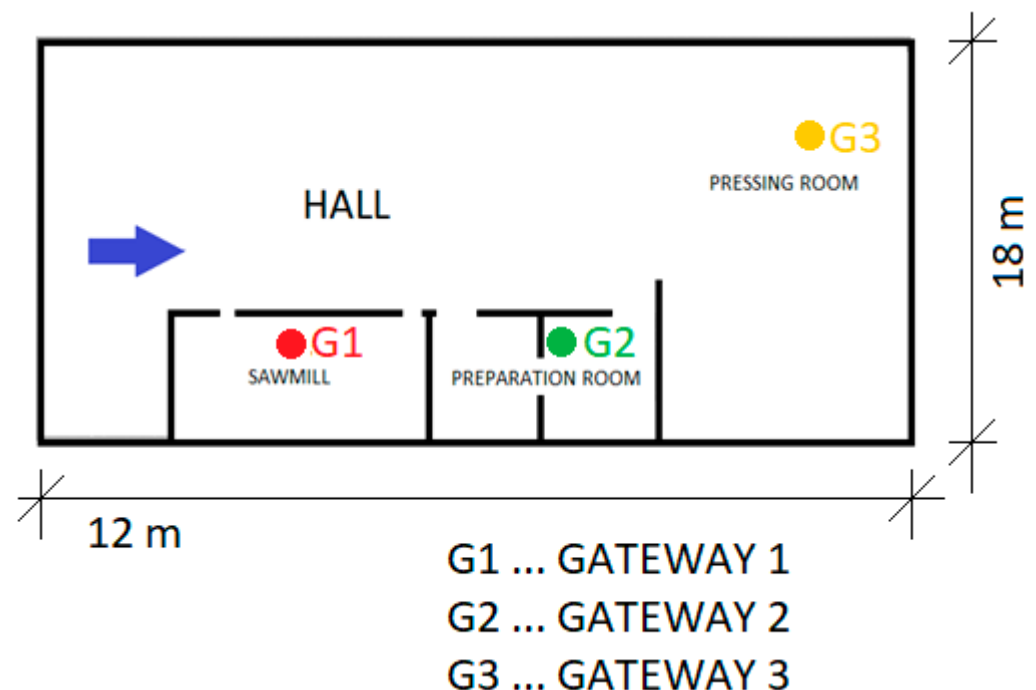 G3
PRESSING ROOM
HALL
18 m
G1
G2
SAWMILL
PREPARATION ROOM
12 m
G1 ... GATEWAY 1
G2 ... GATEWAY 2
G3 ... GATEWAY 3